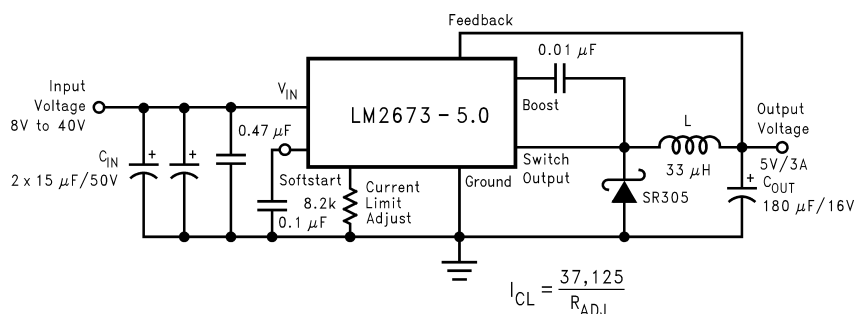 Feedback
0.01 μF
Input
Voltage
8V to 40V
V_IN
LM2673 – 5.0
Boost
L
Output
Voltage
C_IN
+
+
2 x 15 μF/50V
0.47 μF
Softstart
Switch
Output
33 μH
5V/3A
8.2k
Current
Limit
Adjust
Ground
SR305
+
C_OUT
180 μF/16V
0.1 μF
I_CL = 37,125
R_ADJ